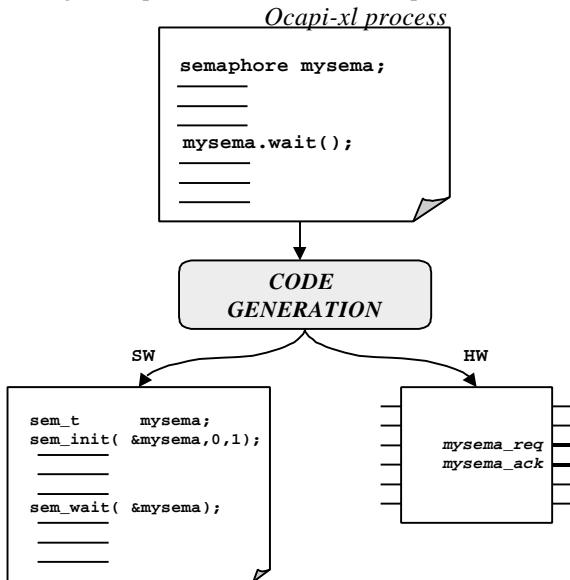 Ocapi-xl process
semaphore mysema;
mysema.wait();
CODE
GENERATION
SW
HW
sem_t mysema;
sem_init( &mysema,0,1);
sem_wait( &mysema);
mysema_req
mysema_ack